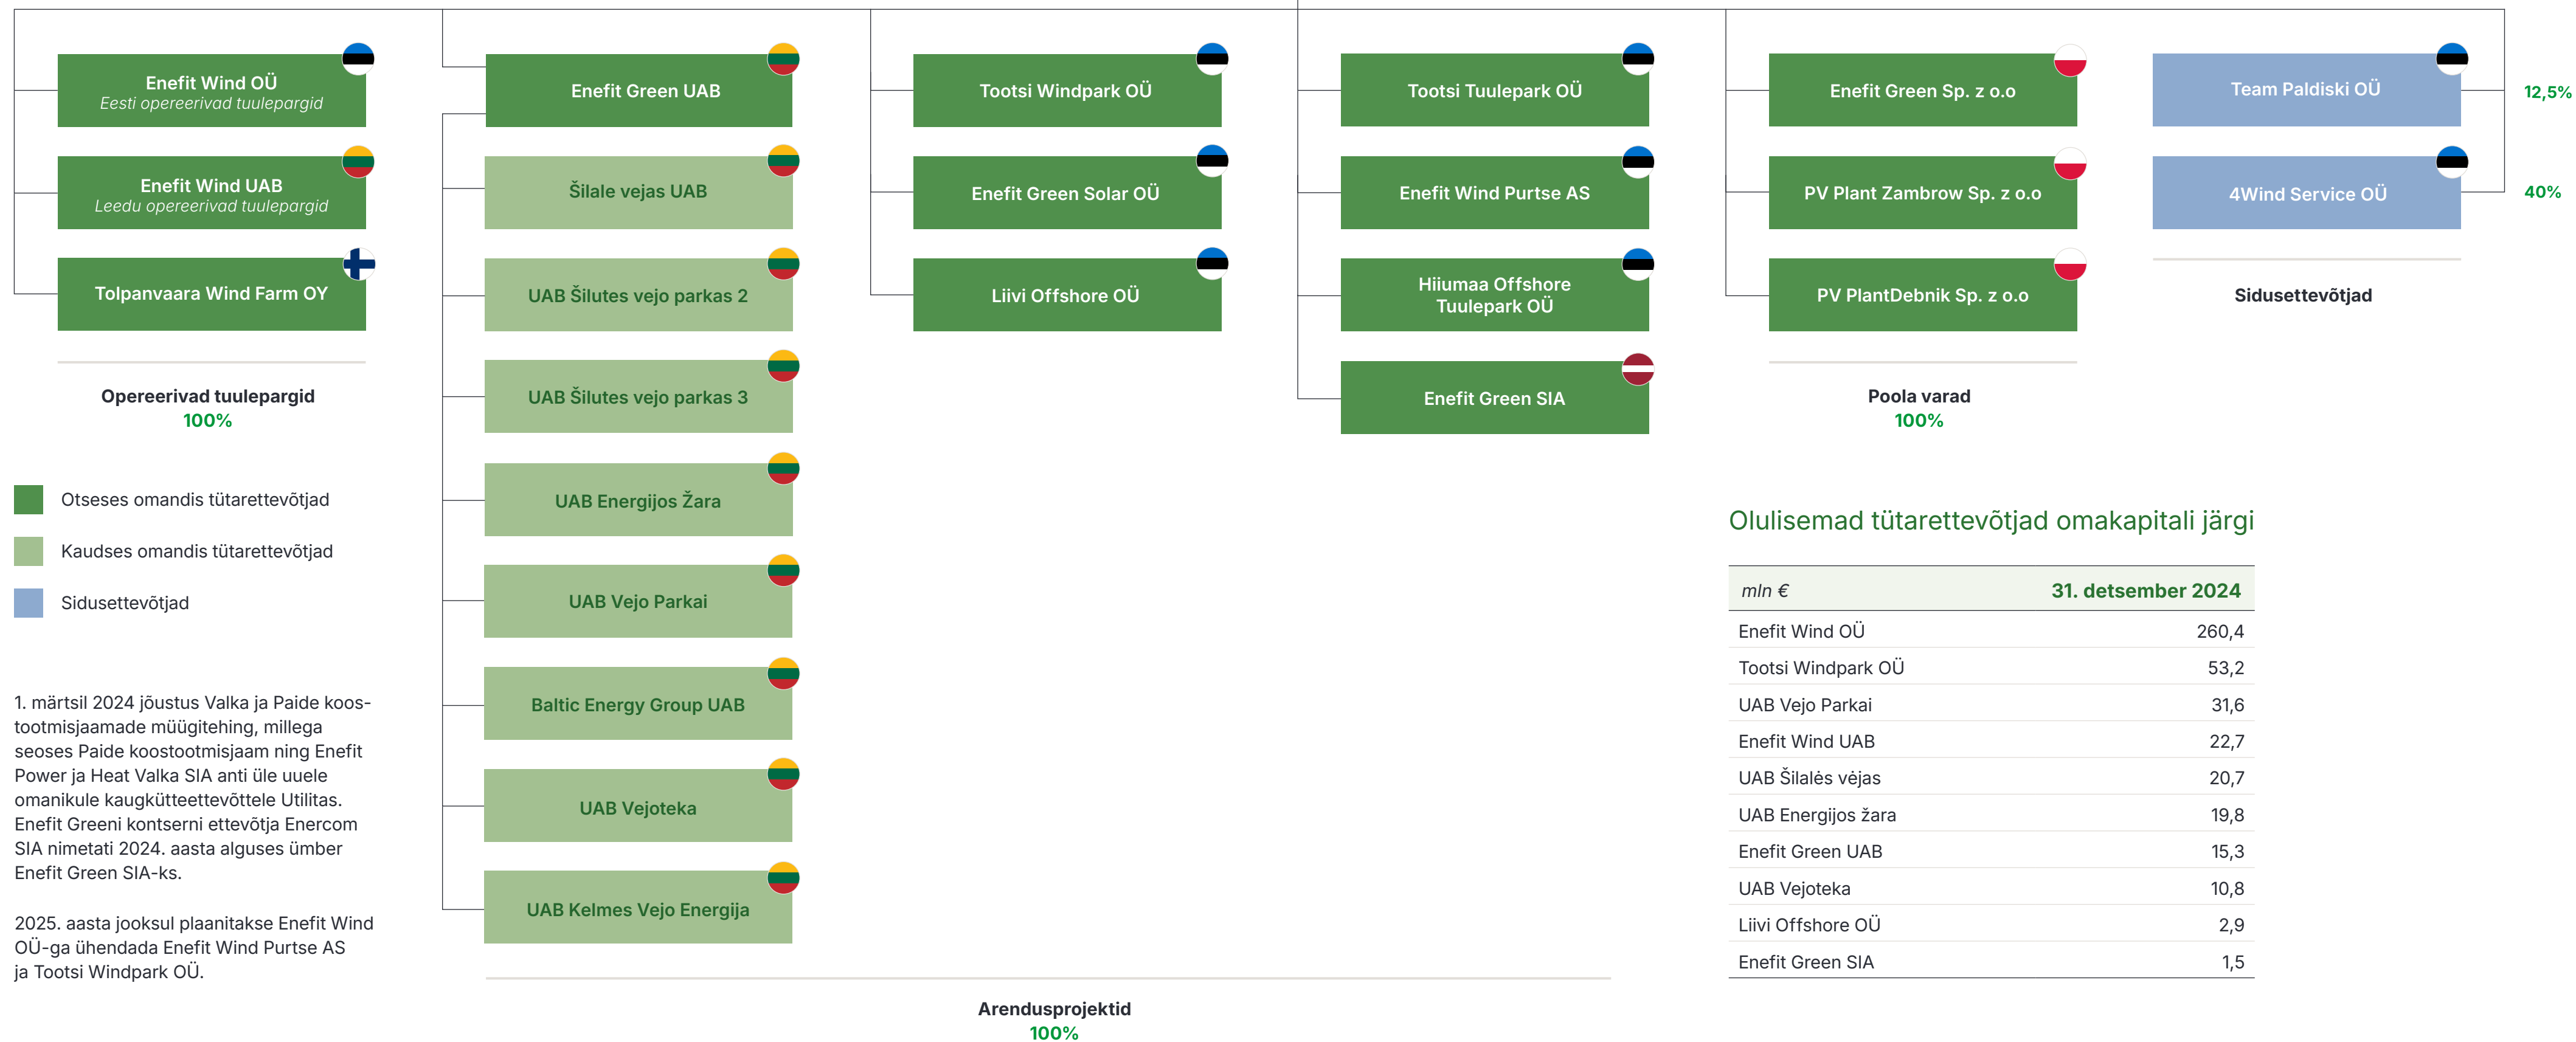 Enefit Wind OÜ
Eesti opereerivad tuulepargid
Enefit Wind UAB
Leedu opereerivad tuulepargid
Tolpanvaara Wind Farm OY
Opereerivad tuulepargid
100%
Enefit Green UAB
Šilale vejas UAB
UAB Šilutes vejo parkas 2
UAB Šilutes vejo parkas 3
UAB Energijos Žara
UAB Vejo Parkai
Baltic Energy Group UAB
UAB Vejoteka
UAB Kelmes Vejo Energija
Tootsi Windpark OÜ
Enefit Green Solar OÜ
Liivi Offshore OÜ
Tootsi Tuulepark OÜ
Enefit Wind Purtse AS
Hiiumaa Offshore
Tuulepark OÜ
Enefit Green SIA
Arendusprojektid
100%
Enefit Green Sp. z o.o
PV Plant Zambrow Sp. z o.o
PV PlantDebnik Sp. z o.o
Poola varad
100%
Team Paldiski OÜ
12,5%
4Wind Service OÜ
40%
Sidusettevõtjad
Otseses omandis tütarettevõtjad
Kaudses omandis tütarettevõtjad
Sidusettevõtjad
1. märtsil 2024 jõustus Valka ja Paide koos-
tootmisjaamade müügitehing, millega
seoses Paide koostootmisjaam ning Enefit
Power ja Heat Valka SIA anti üle uuele
omanikule kaugkütteettevõttele Utilitas.
Enefit Greeni kontserni ettevõtja Enercom
SIA nimetati 2024. aasta alguses ümber
Enefit Green SIA-ks.
2025. aasta jooksul plaanitakse Enefit Wind
OÜ-ga ühendada Enefit Wind Purtse AS
ja Tootsi Windpark OÜ.
Olulisemad tütarettevõtjad omakapitali järgi
mln € 31. detsember 2024
Enefit Wind OÜ 260,4
Tootsi Windpark OÜ 53,2
UAB Vejo Parkai 31,6
Enefit Wind UAB 22,7
UAB Šilalės vėjas 20,7
UAB Energijos žara 19,8
Enefit Green UAB 15,3
UAB Vejoteka 10,8
Liivi Offshore OÜ 2,9
Enefit Green SIA 1,5